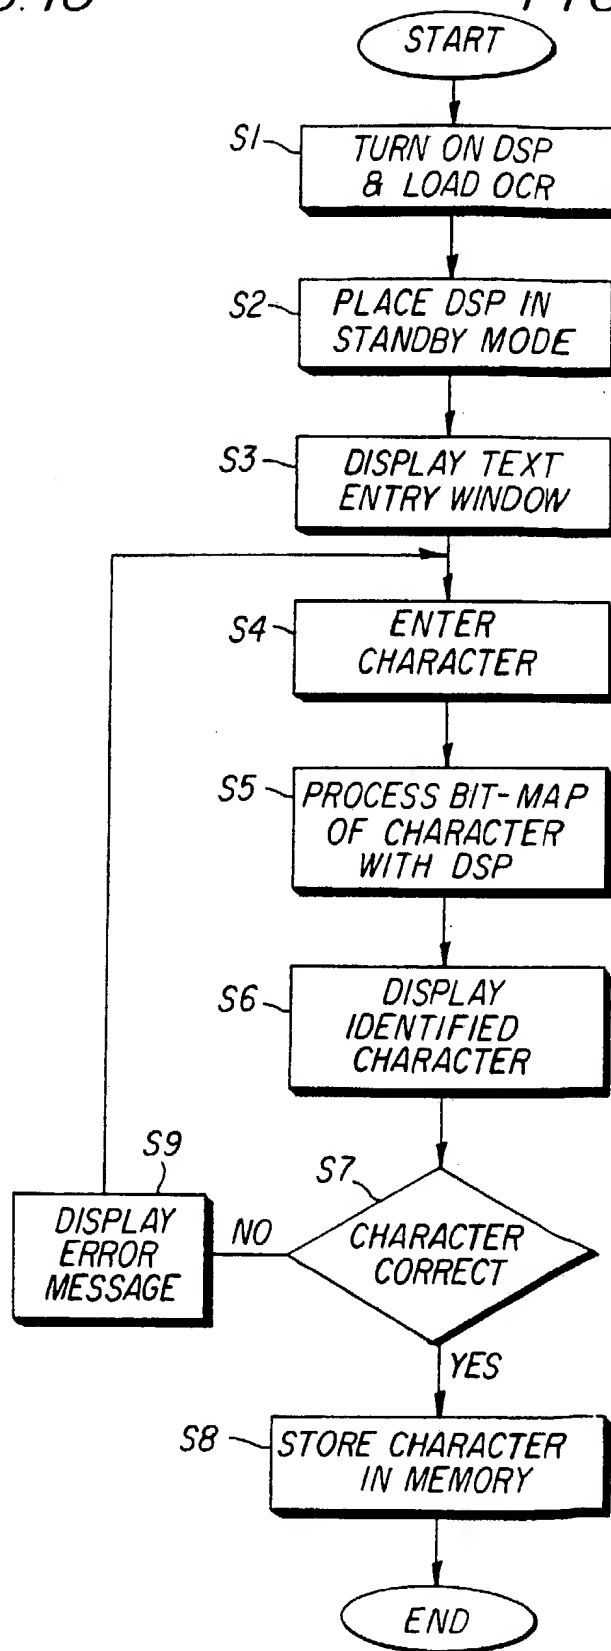 START
S1
TURN ON DSP
& LOAD OCR
S2
PLACE DSP IN
STANDBY MODE
S3
DISPLAY TEXT
ENTRY WINDOW
S4
ENTER
CHARACTER
S5
PROCESS BIT-MAP
OF CHARACTER
WITH DSP
S6
DISPLAY
IDENTIFIED
CHARACTER
S7
CHARACTER
CORRECT
S9
DISPLAY
ERROR
MESSAGE
NO
YES
S8
STORE CHARACTER
IN MEMORY
END